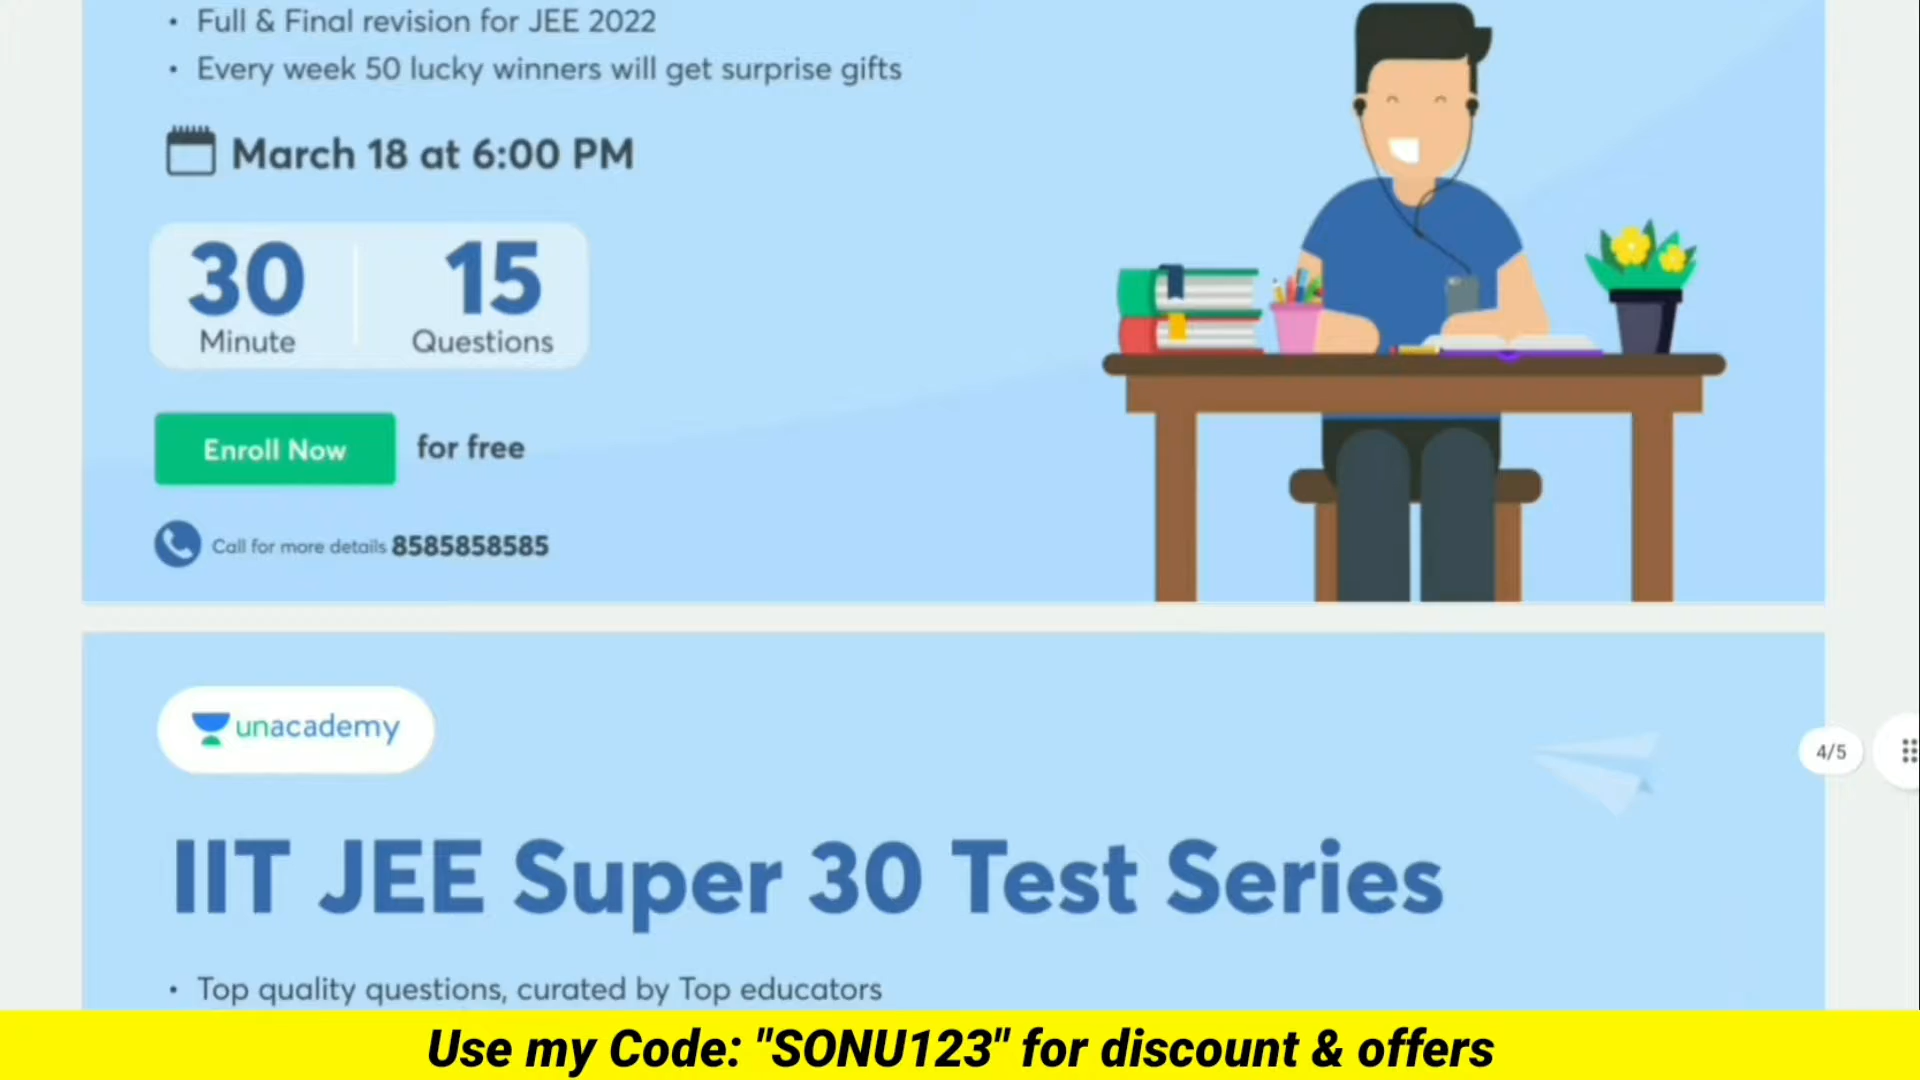 • Full & Final revision for JEE 2022
• Every week 50 lucky winners will get surprise gifts
March 18 at 6:00 PM
30 15
Minute Questions
Enroll Now for free
Call for more details 8585858585
unacademy
4/5
IIT JEE Super 30 Test Series
• Top quality questions, curated by Top educators
Use my Code: "SONU123" for discount & offers